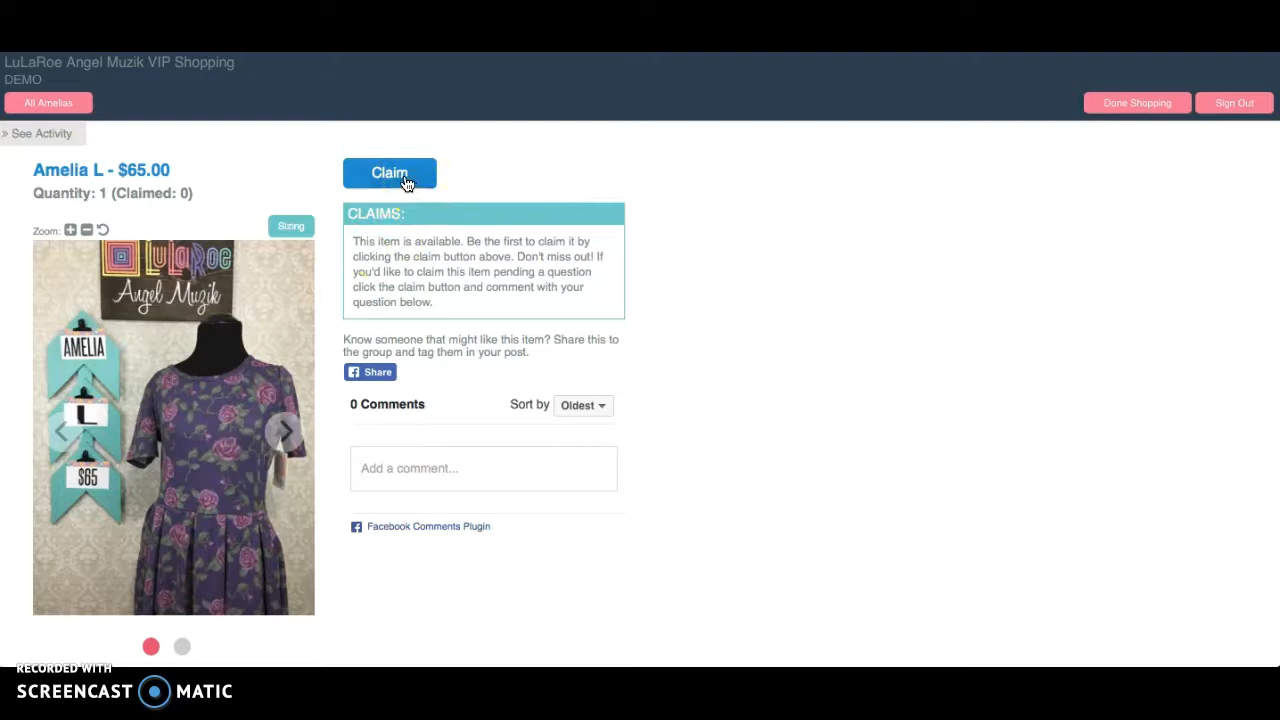 LuLaRoe Angel Muzik VIP Shopping
DEMO
All Amelias
Done Shopping
Sign Out
» See Activity
Amelia L - $65.00
Quantity: 1 (Claimed: 0)
Zoom:
Sizing
LuLaRoe
Angel Muzik
AMELIA
L
$65
Claim
CLAIMS:
This item is available. Be the first to claim it by
clicking the claim button above. Don't miss out! If
you'd like to claim this item pending a question
click the claim button and comment with your
question below.
Know someone that might like this item? Share this to
the group and tag them in your post.
Share
0 Comments
Sort by Oldest
Add a comment...
Facebook Comments Plugin
RECORDED WITH
SCREENCAST MATIC